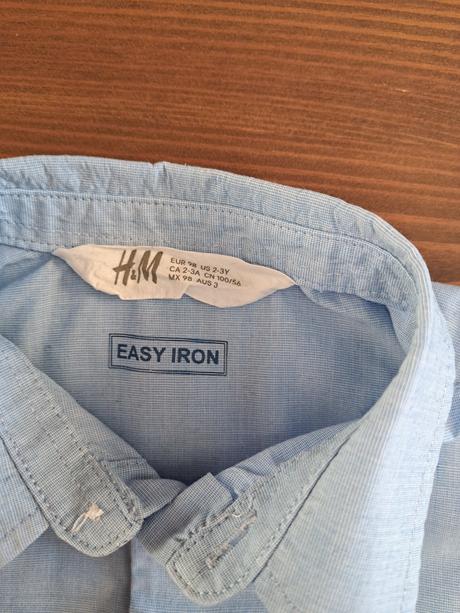 H&M
EUR 98 US 2-3Y
CA 2-3A CN 100/56
MX 98 AUS 3
EASY IRON